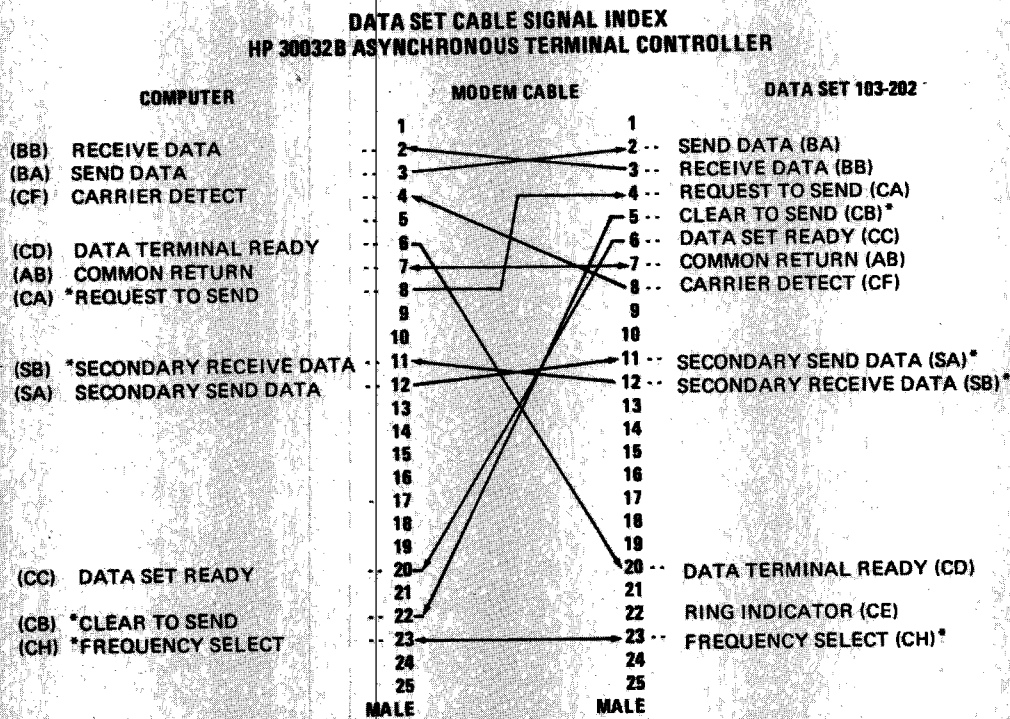 DATA SET CABLE SIGNAL INDEX
HP 30032B ASYNCHRONOUS TERMINAL CONTROLLER
COMPUTER MODEM CABLE DATA SET 103-202
1 1
(BB) RECEIVE DATA -- 2 2 -- SEND DATA (BA)
(BA) SEND DATA -- 3 3 -- RECEIVE DATA (BB)
(CF) CARRIER DETECT -- 4 4 -- REQUEST TO SEND (CA)
5 5 -- CLEAR TO SEND (CB)*
(CD) DATA TERMINAL READY -- 6 6 -- DATA SET READY (CC)
(AB) COMMON RETURN -- 7 7 -- COMMON RETURN (AB)
(CA) *REQUEST TO SEND -- 8 8 -- CARRIER DETECT (CF)
9 9
10 10
(SB) *SECONDARY RECEIVE DATA -- 11 11 -- SECONDARY SEND DATA (SA)*
(SA) SECONDARY SEND DATA -- 12 12 -- SECONDARY RECEIVE DATA (SB)*
13 13
14 14
15 15
16 16
17 17
18 18
19 19
(CC) DATA SET READY -- 20 20 -- DATA TERMINAL READY (CD)
21 21
(CB) *CLEAR TO SEND -- 22 22 RING INDICATOR (CE)
(CH) *FREQUENCY SELECT -- 23 23 -- FREQUENCY SELECT (CH)*
24 24
25 25
MALE MALE